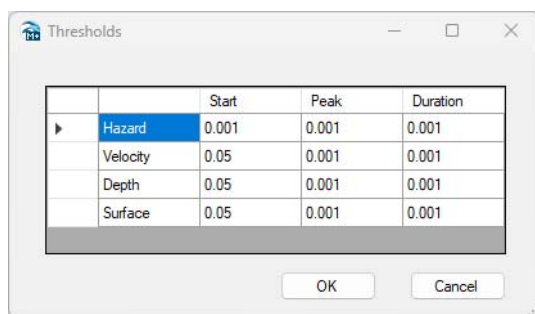 Thresholds
Start Peak Duration
Hazard 0.001 0.001 0.001
Velocity 0.05 0.001 0.001
Depth 0.05 0.001 0.001
Surface 0.05 0.001 0.001
OK Cancel